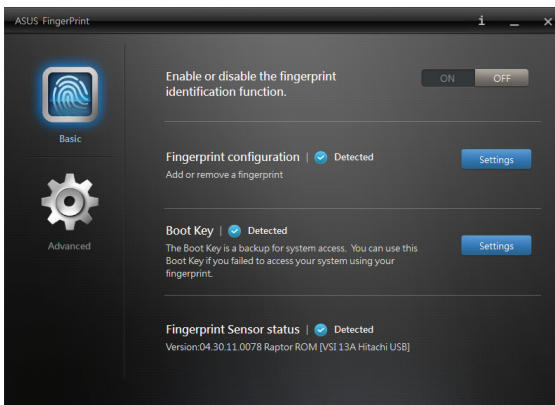 ASUS FingerPrint
i
Basic
Advanced
Enable or disable the fingerprint
identification function.
ON OFF
Fingerprint configuration | Detected
Add or remove a fingerprint
Settings
Boot Key | Detected
The Boot Key is a backup for system access. You can use this
Boot Key if you failed to access your system using your
fingerprint.
Settings
Fingerprint Sensor status | Detected
Version:04.30.11.0078 Raptor ROM [VSI 13A Hitachi USB]